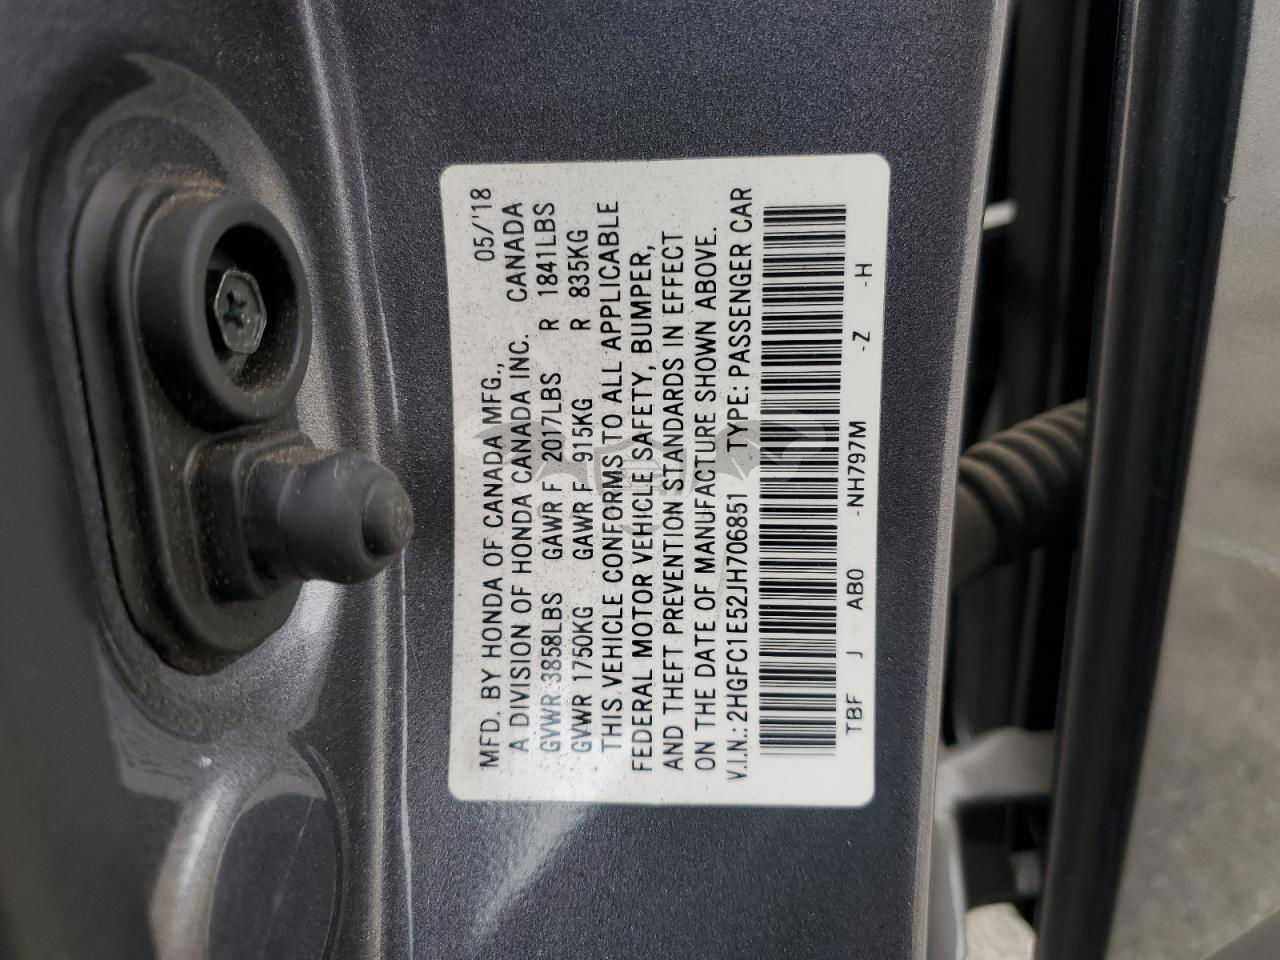 MFD. BY HONDA OF CANADA MFG., 05/'18
A DIVISION OF HONDA CANADA INC. CANADA
GVWR 3858LBS GAWR F 2017LBS R 1841LBS
GVWR 1750KG GAWR F 915KG R 835KG
THIS VEHICLE CONFORMS TO ALL APPLICABLE
FEDERAL MOTOR VEHICLE SAFETY, BUMPER,
AND THEFT PREVENTION STANDARDS IN EFFECT
ON THE DATE OF MANUFACTURE SHOWN ABOVE.
V.I.N.: 2HGFC1E52JH706851 TYPE: PASSENGER CAR
TBF J AB0 -NH797M -Z -H